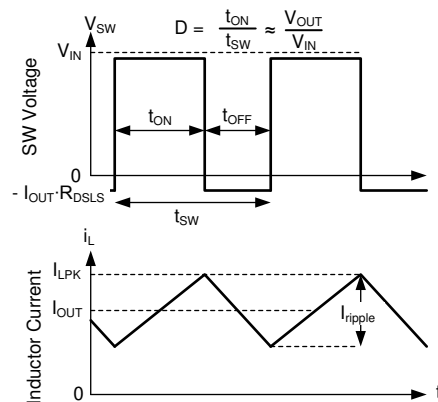 V_SW
D = t_ON / t_SW ≈ V_OUT / V_IN
V_IN
SW Voltage
t_ON
t_OFF
0
- I_OUT·R_DSLS
t_SW
i_L
I_LPK
I_OUT
Inductor Current
I_ripple
0
t